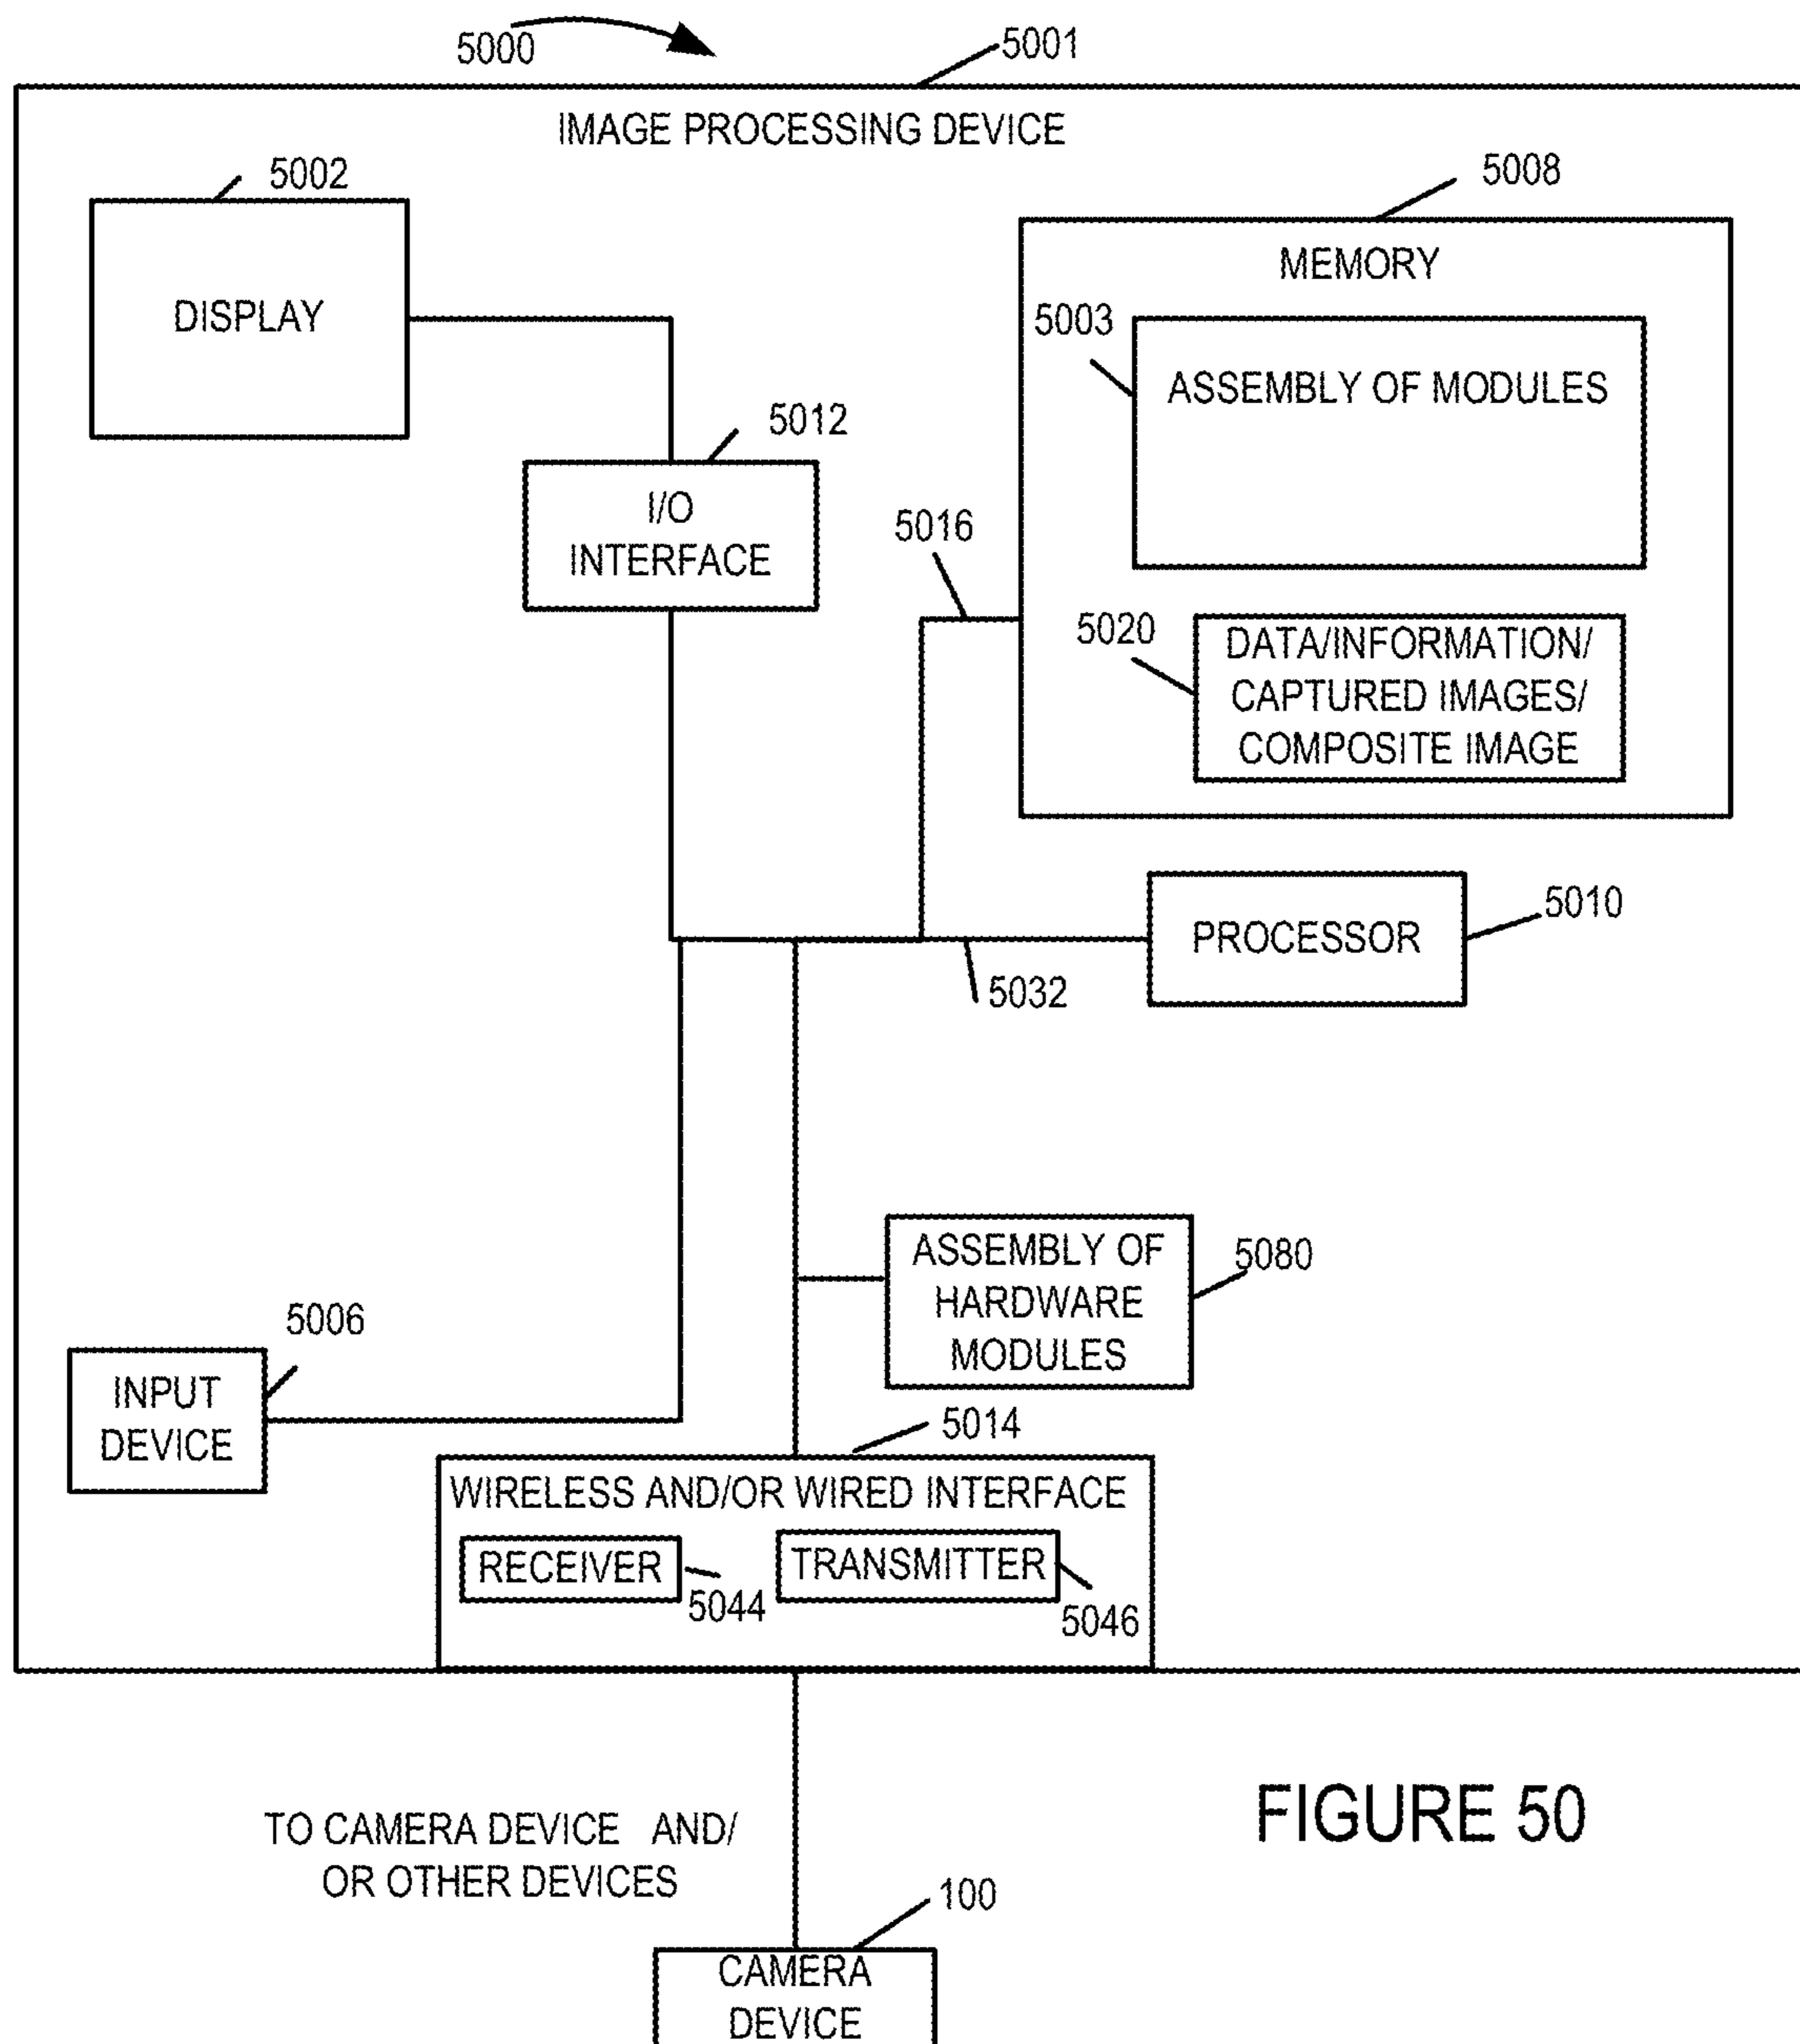 5000
5001
IMAGE PROCESSING DEVICE
5002
5008
DISPLAY
MEMORY
5003
ASSEMBLY OF MODULES
5012
I/O
INTERFACE
5016
5020
DATA/INFORMATION/
CAPTURED IMAGES/
COMPOSITE IMAGE
PROCESSOR
5010
5032
ASSEMBLY OF
HARDWARE
MODULES
5080
5006
INPUT
DEVICE
5014
WIRELESS AND/OR WIRED INTERFACE
RECEIVER
5044
TRANSMITTER
5046
FIGURE 50
TO CAMERA DEVICE AND/
OR OTHER DEVICES
100
CAMERA
DEVICE